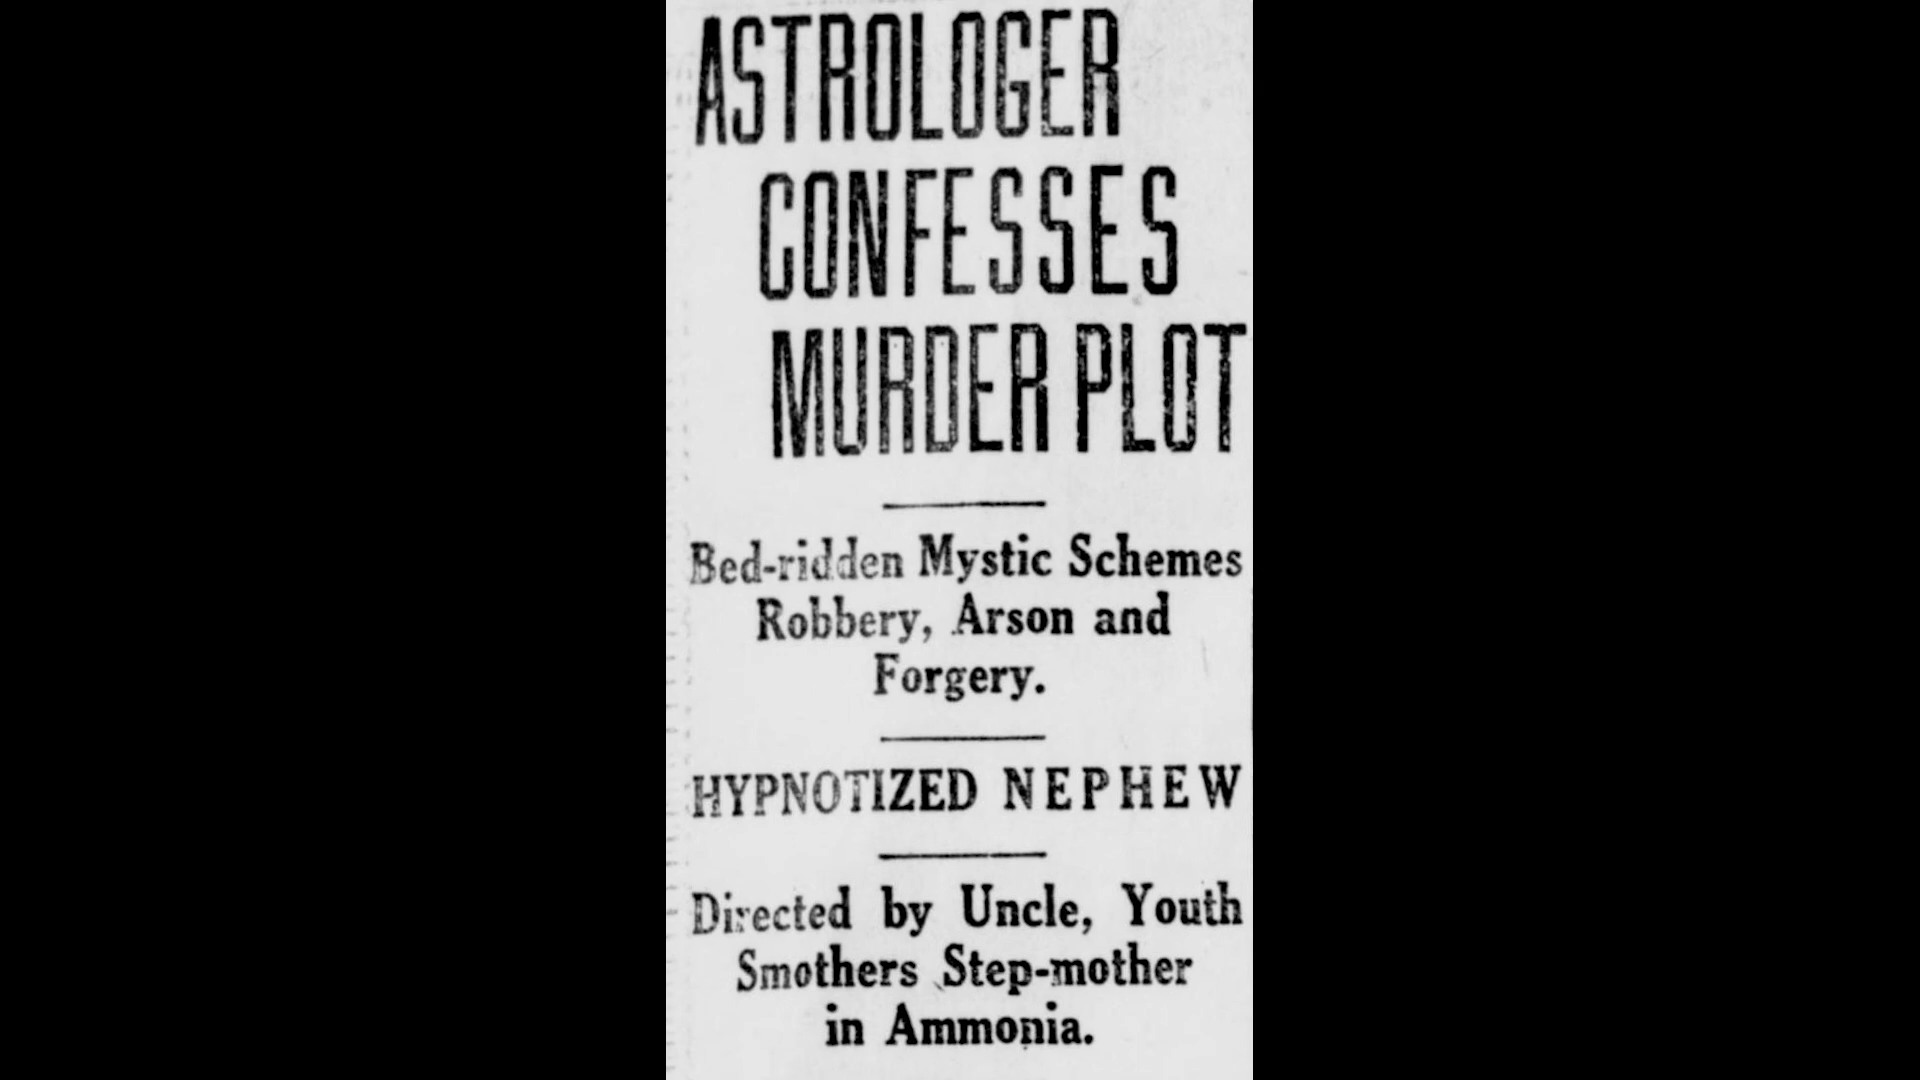 ASTROLOGER
CONFESSES
MURDER PLOT
Bed-ridden Mystic Schemes
Robbery, Arson and
Forgery.
HYPNOTIZED NEPHEW
Directed by Uncle, Youth
Smothers Step-mother
in Ammonia.